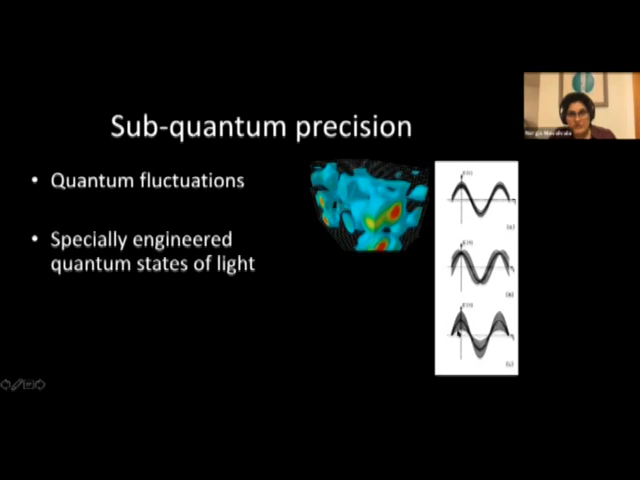 Sub-quantum precision
• Quantum fluctuations
• Specially engineered
quantum states of light
(a)
(b)
(c)